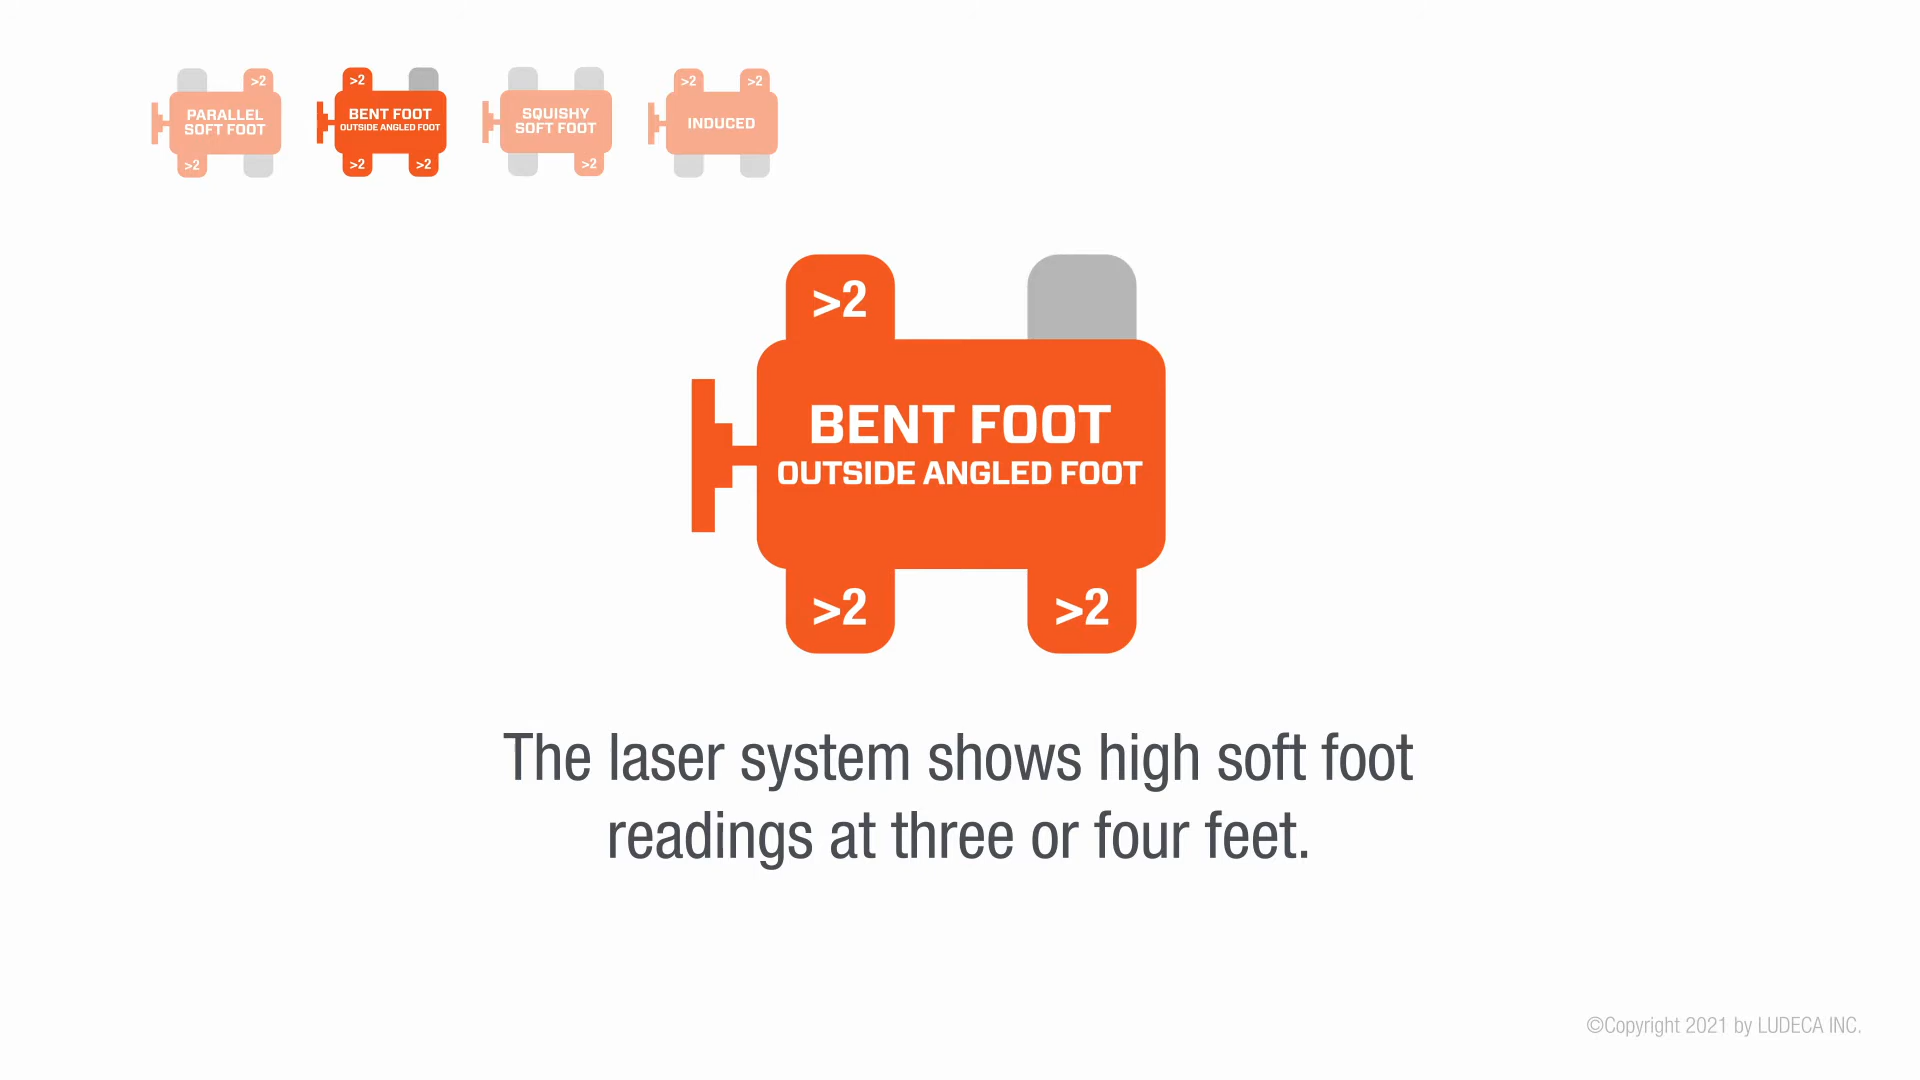 >2
PARALLEL
SOFT FOOT
>2
>2
BENT FOOT
OUTSIDE ANGLED FOOT
>2
>2
SQUISHY
SOFT FOOT
>2
>2
>2
INDUCED
>2
BENT FOOT
OUTSIDE ANGLED FOOT
>2
>2
The laser system shows high soft foot
readings at three or four feet.
©Copyright 2021 by LUDECA INC.